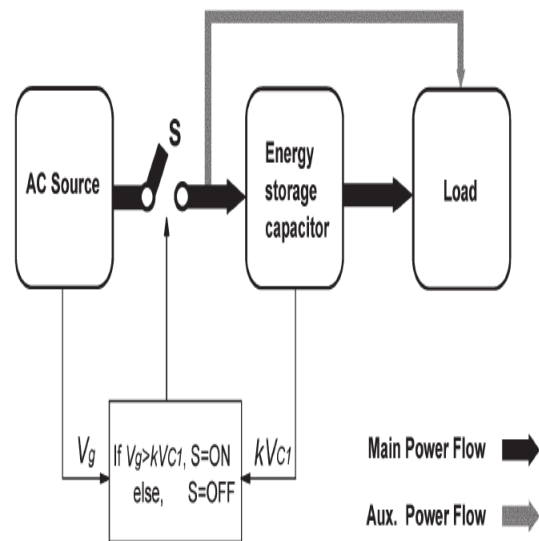 S
AC Source
Energy
storage
capacitor
Load
Vg
If Vg>kVC1, S=ON
else, S=OFF
kVC1
Main Power Flow
Aux. Power Flow